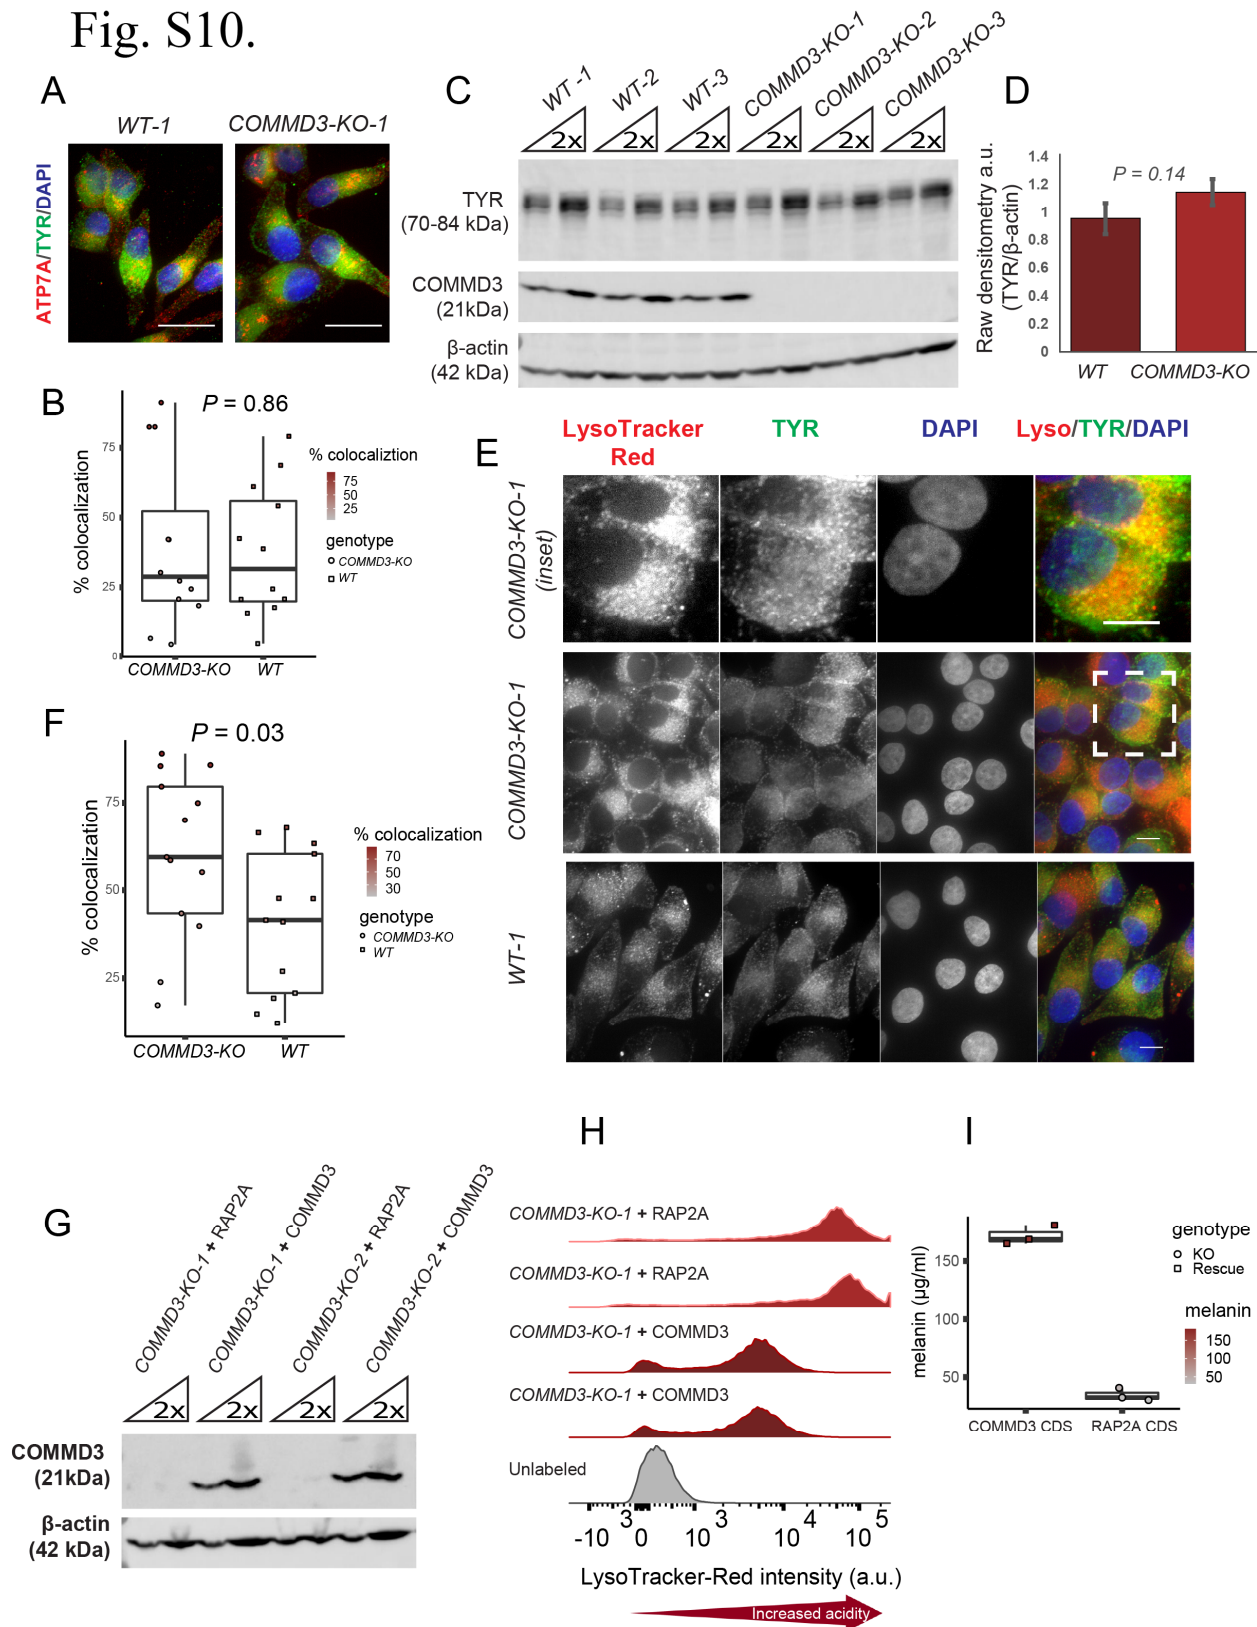 Fig. S10.
A
WT-1
COMMD3-KO-1
ATP7A/TYR/DAPI
B
P = 0.86
% colocalization
75
50
25
0
COMMD3-KO
WT
% colocaliztion
75
50
25
genotype
COMMD3-KO
WT
C
WT -1
WT-2
WT-3
COMMD3-KO-1
COMMD3-KO-2
COMMD3-KO-3
2x
2x
2x
2x
2x
2x
TYR
(70-84 kDa)
COMMD3
(21kDa)
β-actin
(42 kDa)
D
Raw densitometry a.u.
(TYR/β-actin)
1.4
1.2
1
0.8
0.6
0.4
0.2
0
P = 0.14
WT
COMMD3-KO
E
LysoTracker
Red
TYR
DAPI
Lyso/TYR/DAPI
COMMD3-KO-1
(inset)
COMMD3-KO-1
WT-1
F
P = 0.03
% colocalization
75
50
25
COMMD3-KO
WT
% colocalization
70
50
30
genotype
COMMD3-KO
WT
G
COMMD3-KO-1 + RAP2A
COMMD3-KO-1 + COMMD3
COMMD3-KO-2 + RAP2A
COMMD3-KO-2 + COMMD3
2x
2x
2x
2x
COMMD3
(21kDa)
β-actin
(42 kDa)
H
COMMD3-KO-1 + RAP2A
COMMD3-KO-1 + RAP2A
COMMD3-KO-1 + COMMD3
COMMD3-KO-1 + COMMD3
Unlabeled
-10 3 0 10 3 10 4 10 5
LysoTracker-Red intensity (a.u.)
Increased acidity
I
melanin (µg/ml)
150
100
50
COMMD3 CDS
RAP2A CDS
genotype
KO
Rescue
melanin
150
100
50